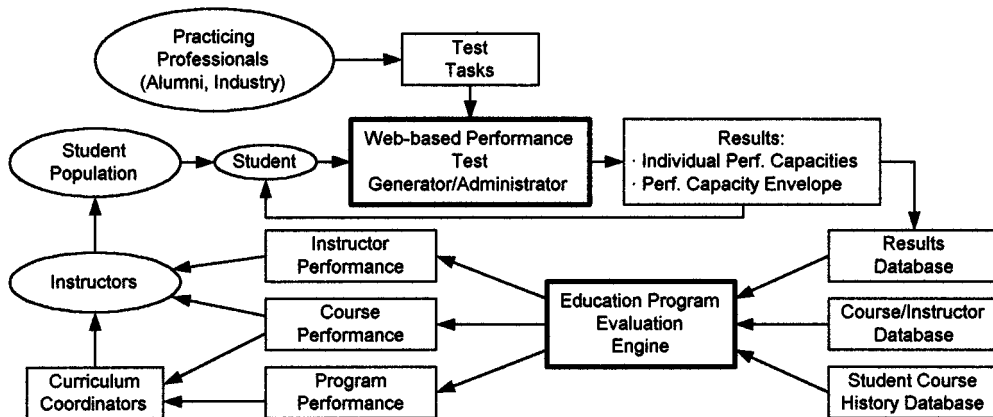 Practicing
Professionals
(Alumni, Industry)
Test
Tasks
Student
Population
Student
Web-based Performance
Test
Generator/Administrator
Results:
· Individual Perf. Capacities
· Perf. Capacity Envelope
Instructors
Instructor
Performance
Results
Database
Education Program
Evaluation
Engine
Course
Performance
Course/Instructor
Database
Curriculum
Coordinators
Program
Performance
Student Course
History Database